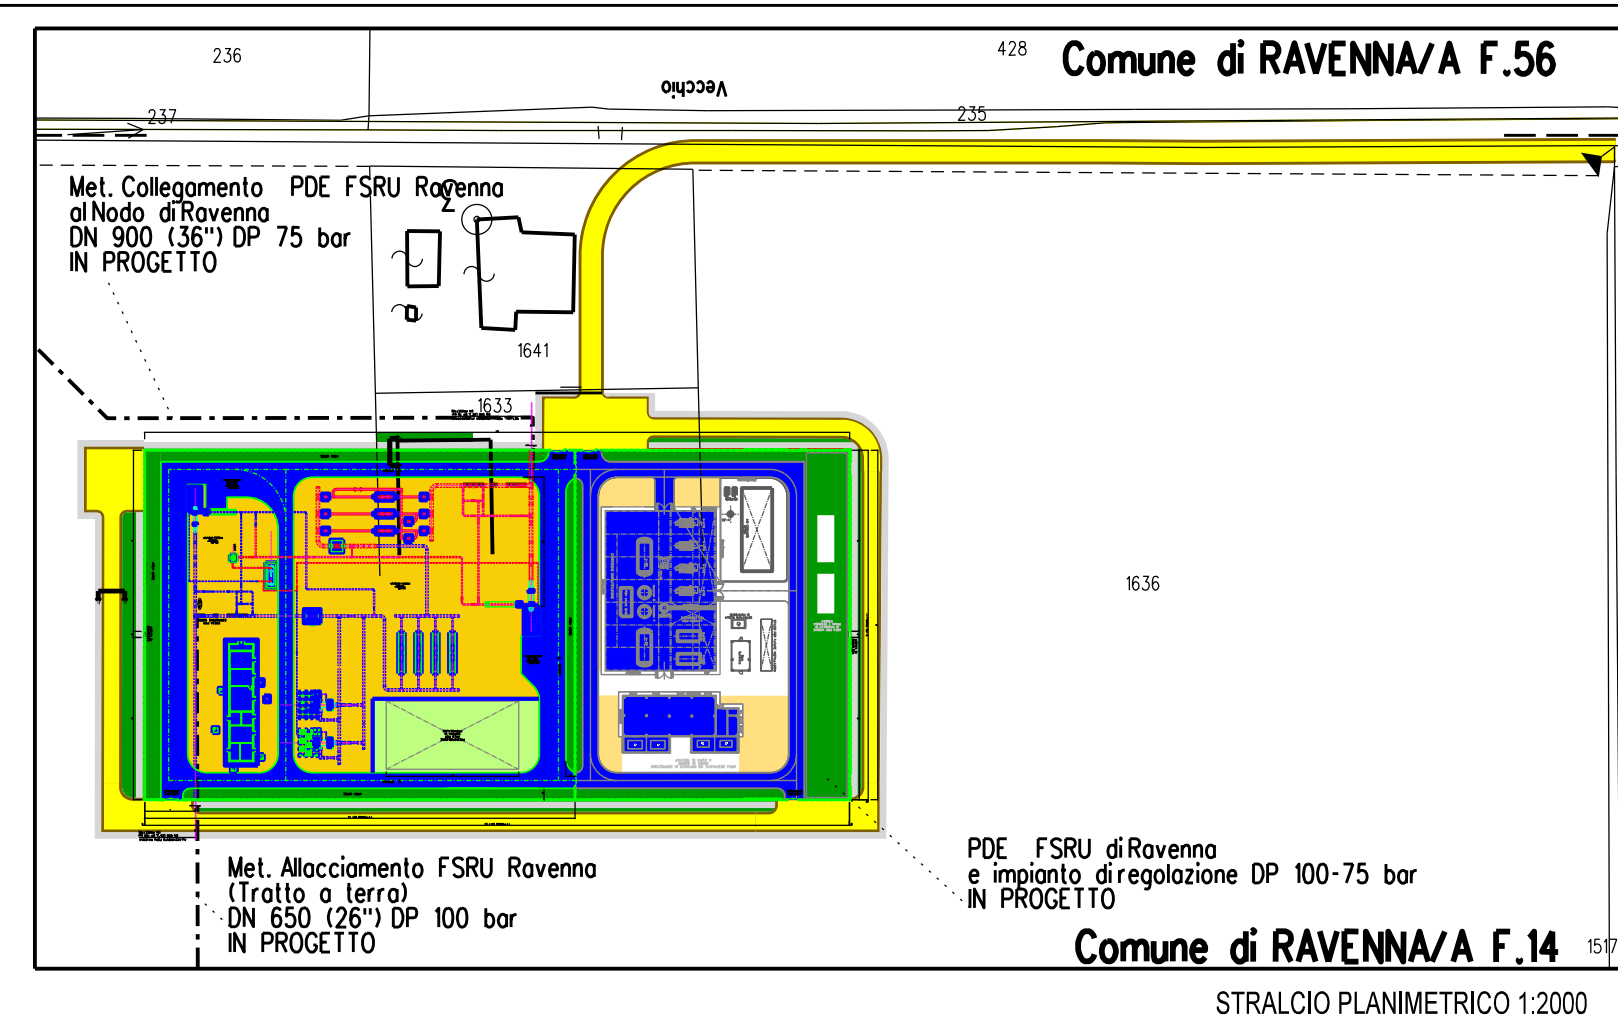 236
428
Comune di RAVENNA/A F.56
Vecchio
237
235
Met. Collegamento PDE FSRU Ravenna
al Nodo di Ravenna
DN 900 (36") DP 75 bar
IN PROGETTO
1641
1633
1636
Met. Allacciamento FSRU Ravenna
(Tratto a terra)
DN 650 (26") DP 100 bar
IN PROGETTO
PDE FSRU di Ravenna
e impianto di regolazione DP 100-75 bar
IN PROGETTO
Comune di RAVENNA/A F.14
1517
STRALCIO PLANIMETRICO 1:2000